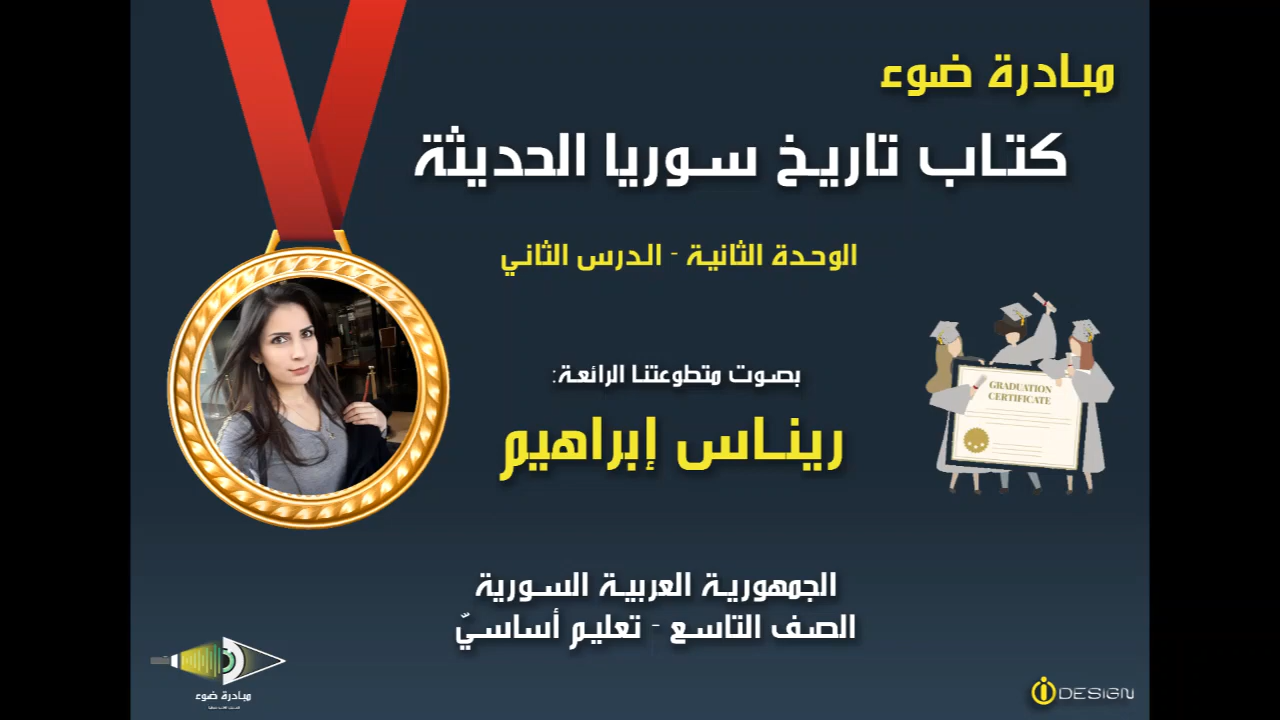 مبادرة ضوء
كتاب تاريخ سوريا الحديثة
الوحدة الثانية - الدرس الثاني
بصوت متطوعتنا الرائعة:
ريناس إبراهيم
GRADUATION
CERTIFICATE
الجمهورية العربية السورية
الصف التاسع - تعليم أساسيّ
مبادرة ضوء
DESIGN